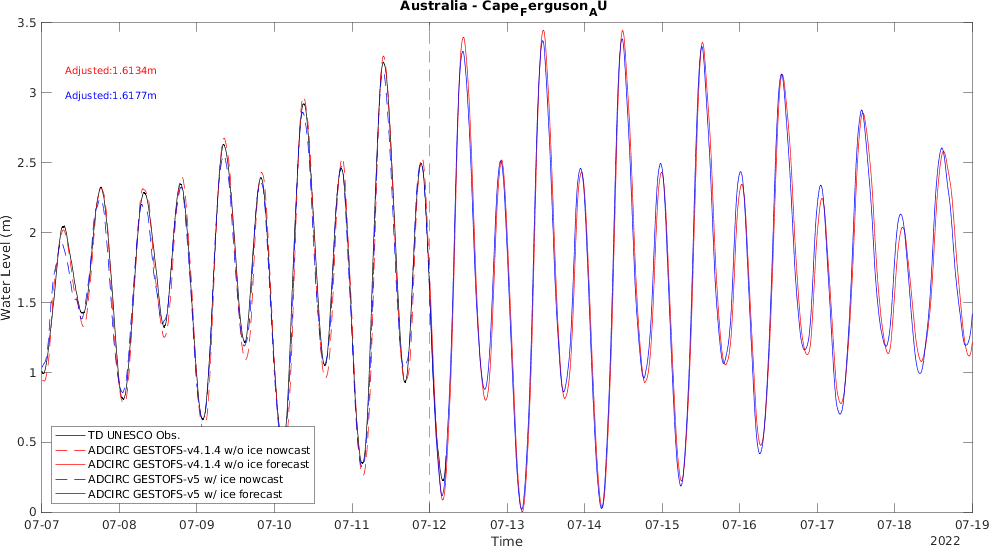 Australia - Cape_Ferguson_AU
3.5
3
2.5
2
1.5
1
0.5
0
Water Level (m)
Adjusted:1.6134m
Adjusted:1.6177m
TD UNESCO Obs.
ADCIRC GESTOFS-v4.1.4 w/o ice nowcast
ADCIRC GESTOFS-v4.1.4 w/o ice forecast
ADCIRC GESTOFS-v5 w/ ice nowcast
ADCIRC GESTOFS-v5 w/ ice forecast
07-07 07-08 07-09 07-10 07-11 07-12 07-13 07-14 07-15 07-16 07-17 07-18 07-19
Time
2022